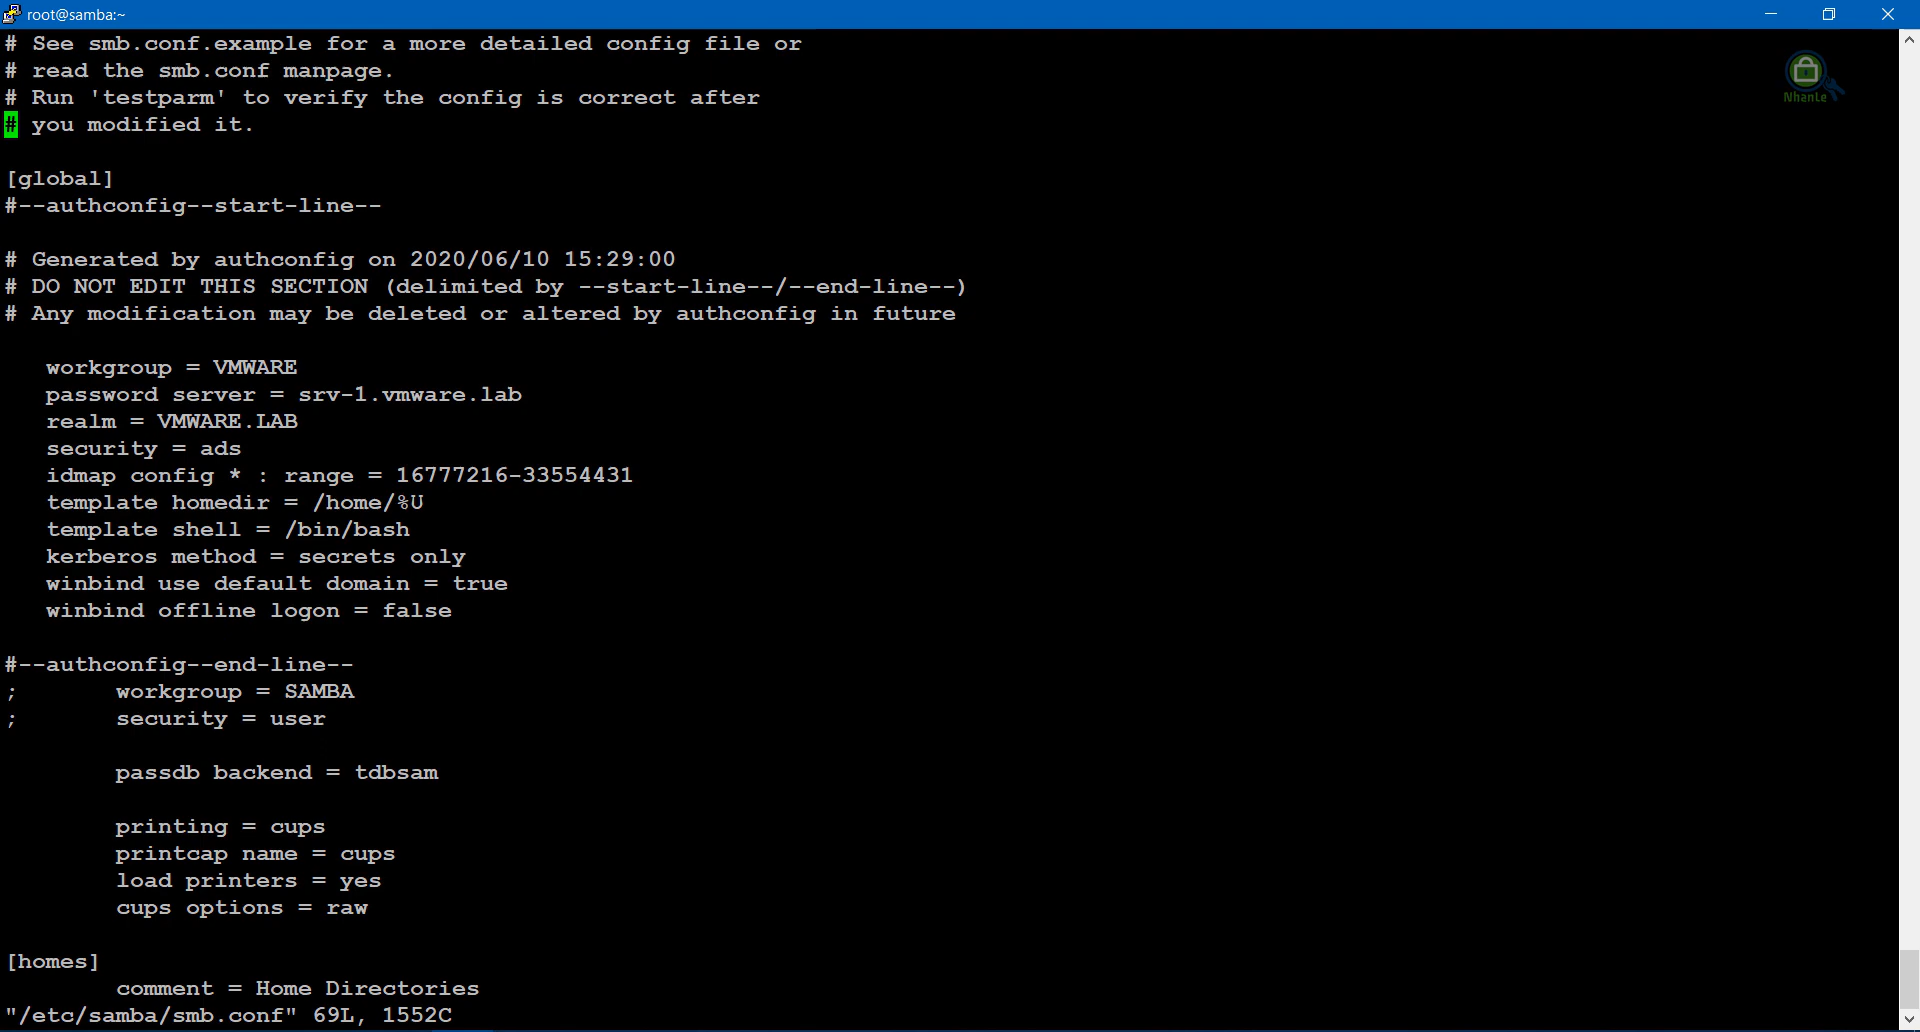 root@samba:~
# See smb.conf.example for a more detailed config file or
# read the smb.conf manpage.
# Run 'testparm' to verify the config is correct after
# you modified it.
[global]
#--authconfig--start-line--
# Generated by authconfig on 2020/06/10 15:29:00
# DO NOT EDIT THIS SECTION (delimited by --start-line--/--end-line--)
# Any modification may be deleted or altered by authconfig in future
workgroup = VMWARE
password server = srv-1.vmware.lab
realm = VMWARE.LAB
security = ads
idmap config * : range = 16777216-33554431
template homedir = /home/%U
template shell = /bin/bash
kerberos method = secrets only
winbind use default domain = true
winbind offline logon = false
#--authconfig--end-line--
; workgroup = SAMBA
; security = user
passdb backend = tdbsam
printing = cups
printcap name = cups
load printers = yes
cups options = raw
[homes]
comment = Home Directories
"/etc/samba/smb.conf" 69L, 1552C
NhanLe